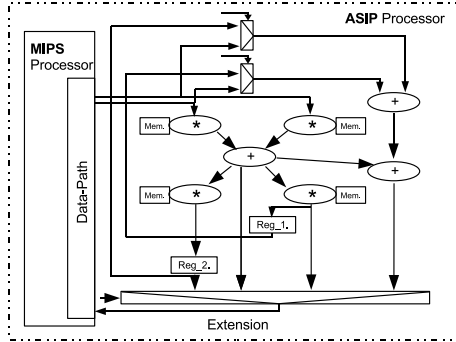 ASIP Processor
MIPS
Processor
Data-Path
+
Mem.
*
*
Mem.
+
+
Mem.
*
*
Mem.
Reg_1.
Reg_2.
Extension